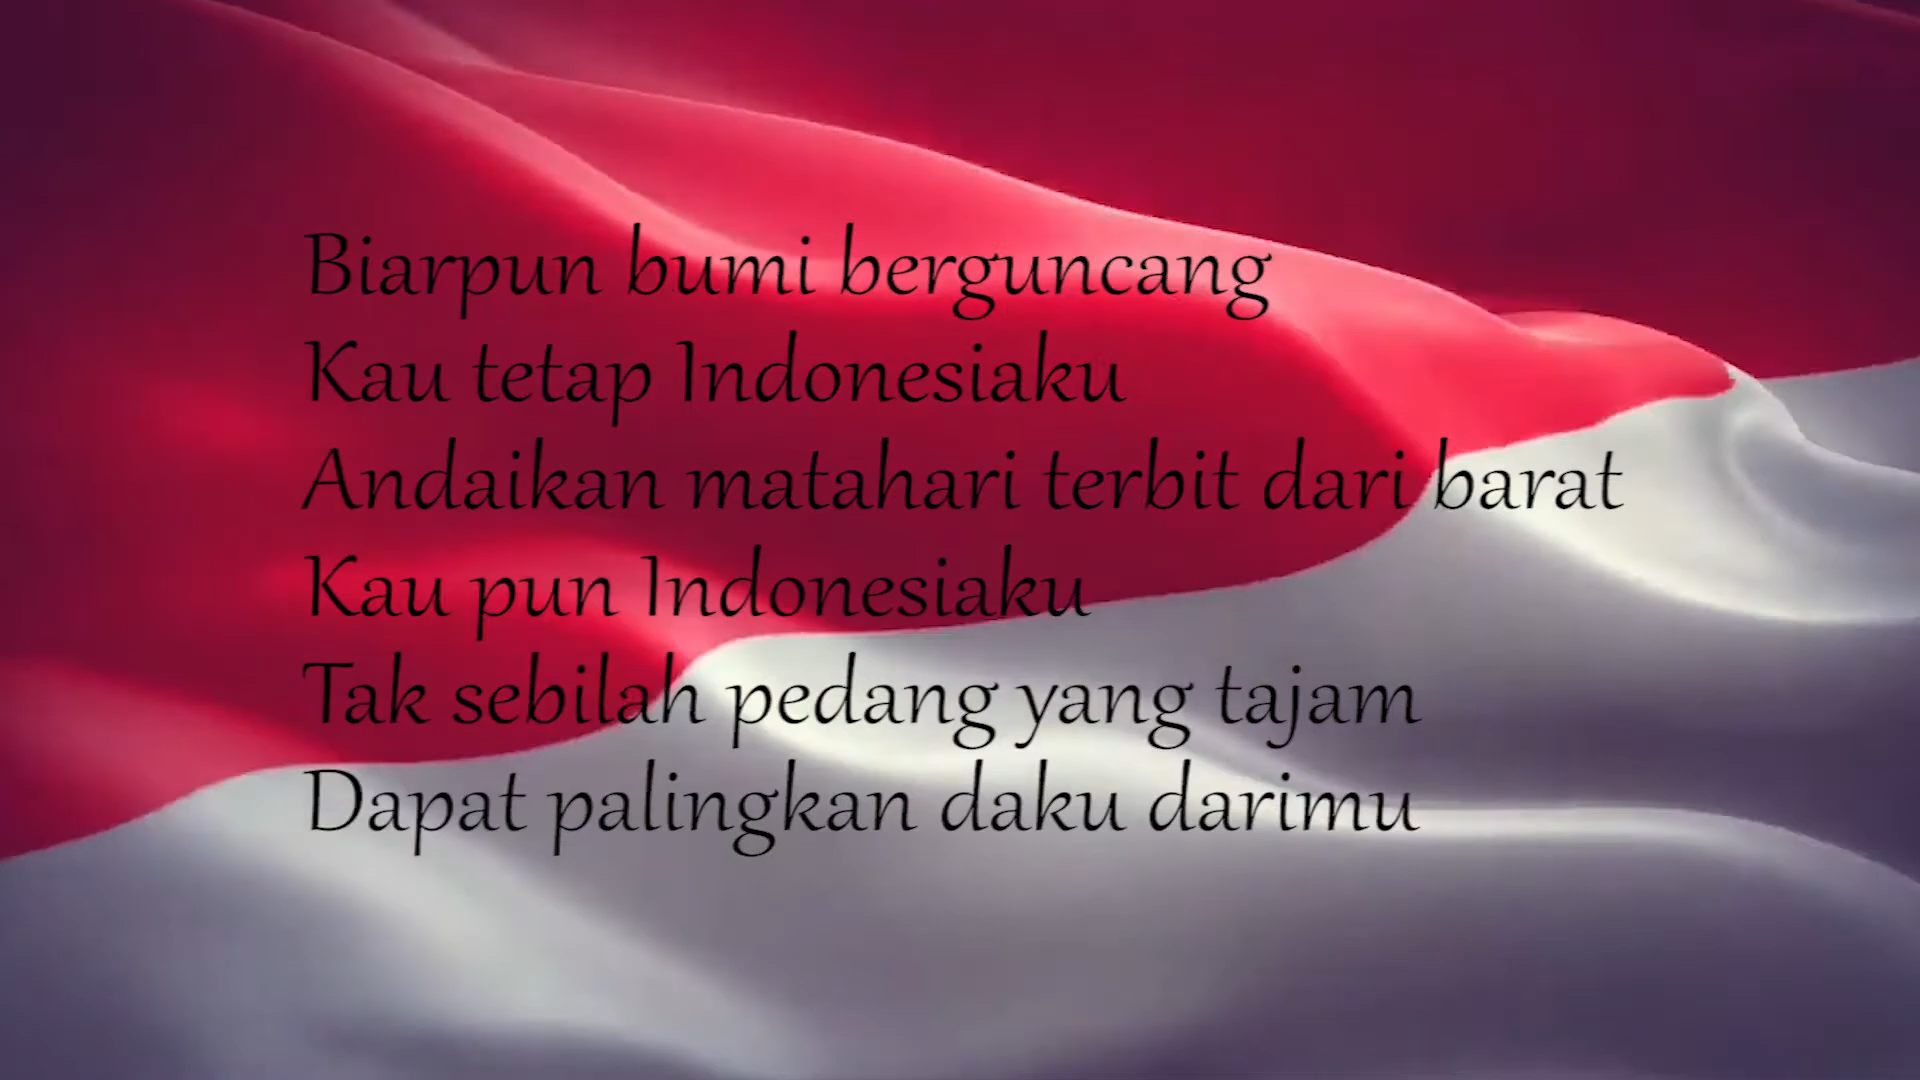 Biarpun bumi berguncang
Kau tetap Indonesiaku
Andaikan matahari terbit dari barat
Kau pun Indonesiaku
Tak sebilah pedang yang tajam
Dapat palingkan daku darimu